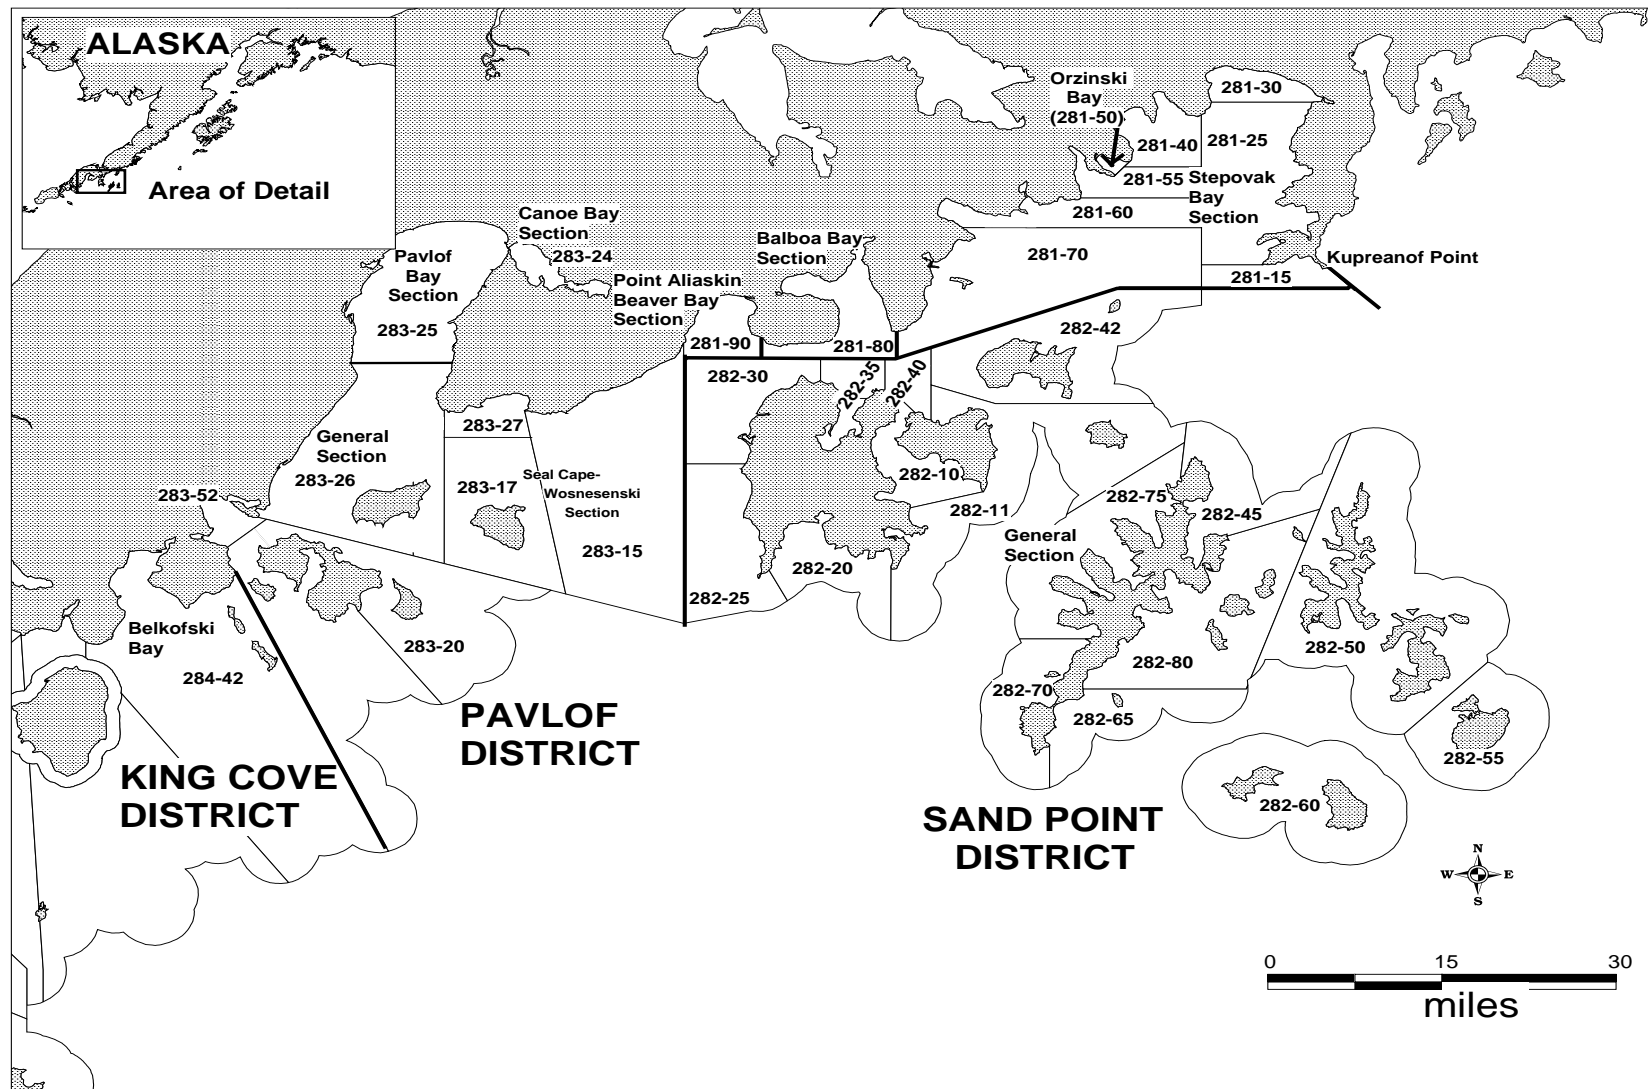 ALASKA
Area of Detail
Orzinski
Bay
(281-50)
281-30
281-40
281-25
281-55
Stepovak
Bay
Section
281-60
Canoe Bay
Section
283-24
Balboa Bay
Section
281-70
Kupreanof Point
281-15
Pavlof
Bay
Section
283-25
Point Aliaskin
Beaver Bay
Section
281-90
281-80
282-42
282-30
282-35
282-40
283-27
General
Section
283-26
283-52
283-17
Seal Cape-
Wosnesenski
Section
283-15
282-10
282-11
282-75
282-45
General
Section
282-20
282-25
Belkofski
Bay
284-42
283-20
282-50
282-80
282-70
282-65
282-55
282-60
PAVLOF
DISTRICT
KING COVE
DISTRICT
SAND POINT
DISTRICT
N
W E
S
0 15 30
miles